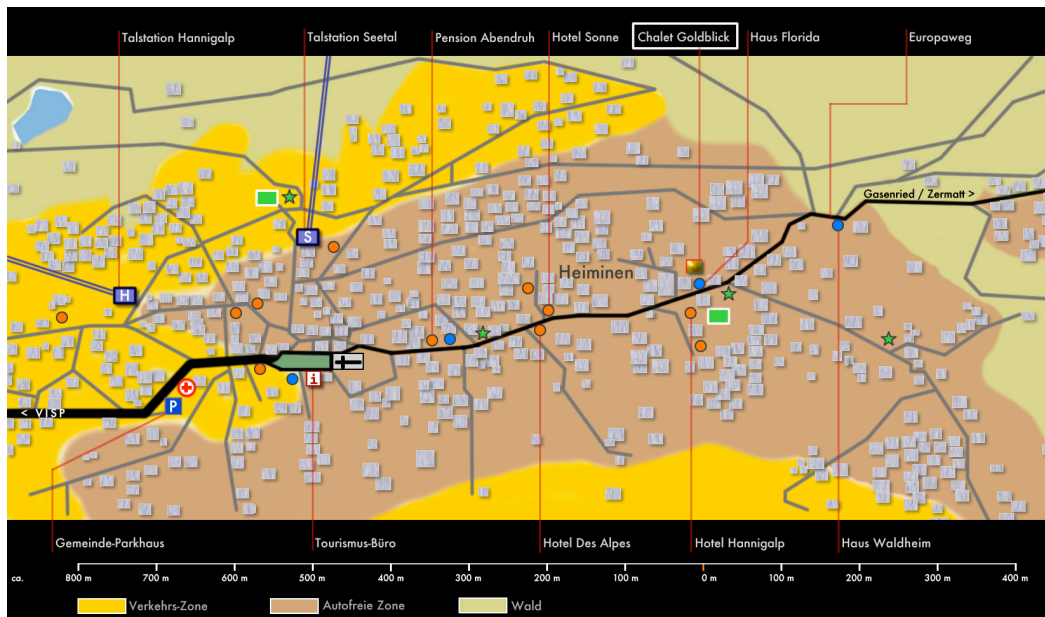 Talstation Hannigalp
Talstation Seetal
Pension Abendruh
Hotel Sonne
Chalet Goldblick
Haus Florida
Europaweg
Gasenried / Zermatt >
S
Heiminen
H
i
P
< VISP
Gemeinde-Parkhaus
Tourismus-Büro
Hotel Des Alpes
Hotel Hannigalp
Haus Waldheim
ca. 800 m 700 m 600 m 500 m 400 m 300 m 200 m 100 m 0 m 100 m 200 m 300 m 400 m
Verkehrs-Zone
Autofreie Zone
Wald